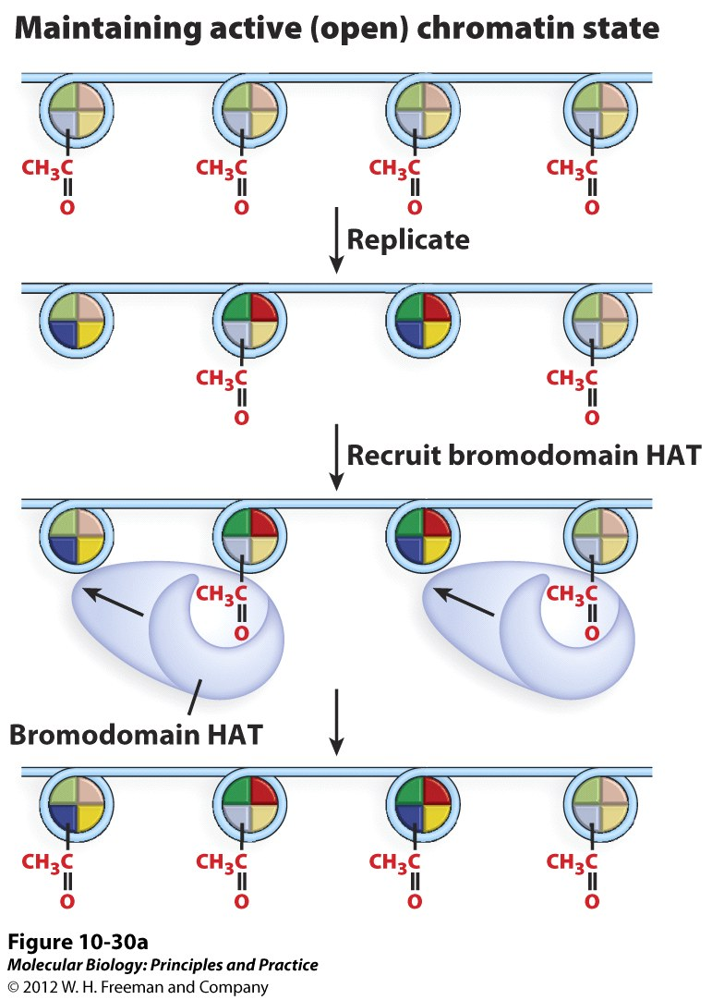 Maintaining active (open) chromatin state
CH₃C CH₃C CH₃C CH₃C
O O O O
Replicate
CH₃C CH₃C
O O
Recruit bromodomain HAT
CH₃C CH₃C
O O
Bromodomain HAT
CH₃C CH₃C CH₃C CH₃C
O O O O
Figure 10-30a
Molecular Biology: Principles and Practice
© 2012 W. H. Freeman and Company